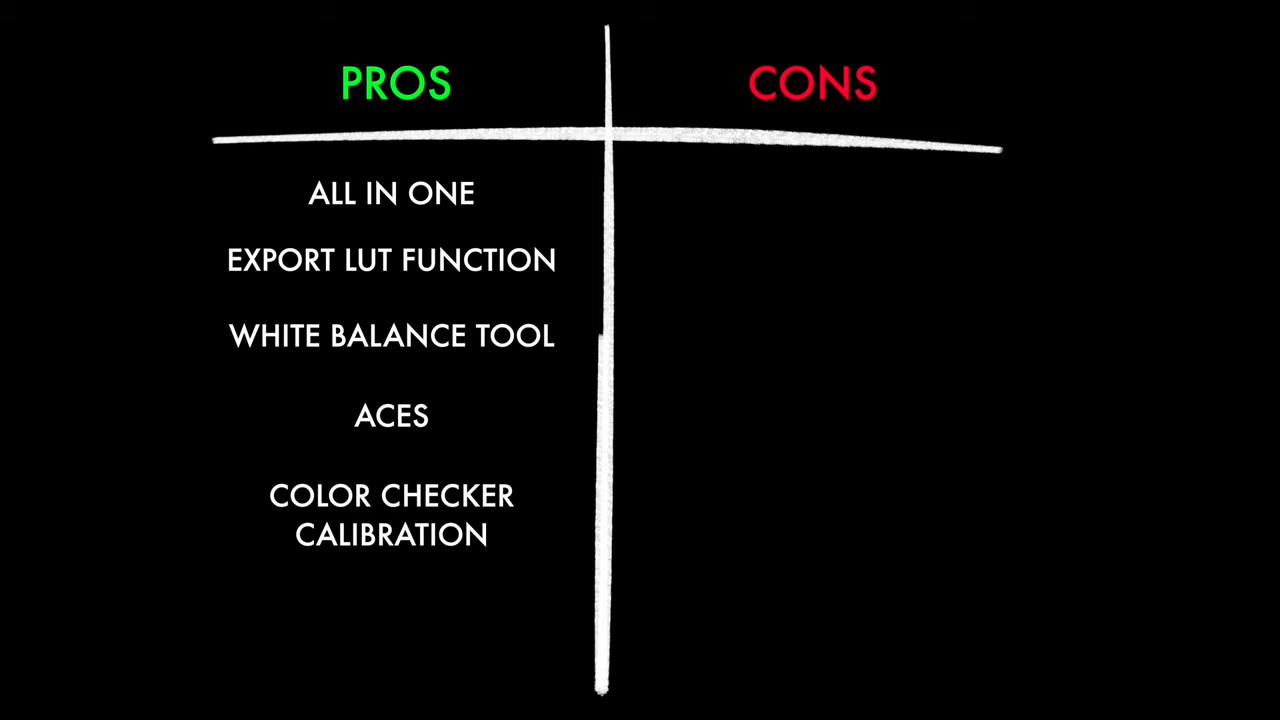 PROS
CONS
ALL IN ONE
EXPORT LUT FUNCTION
WHITE BALANCE TOOL
ACES
COLOR CHECKER
CALIBRATION